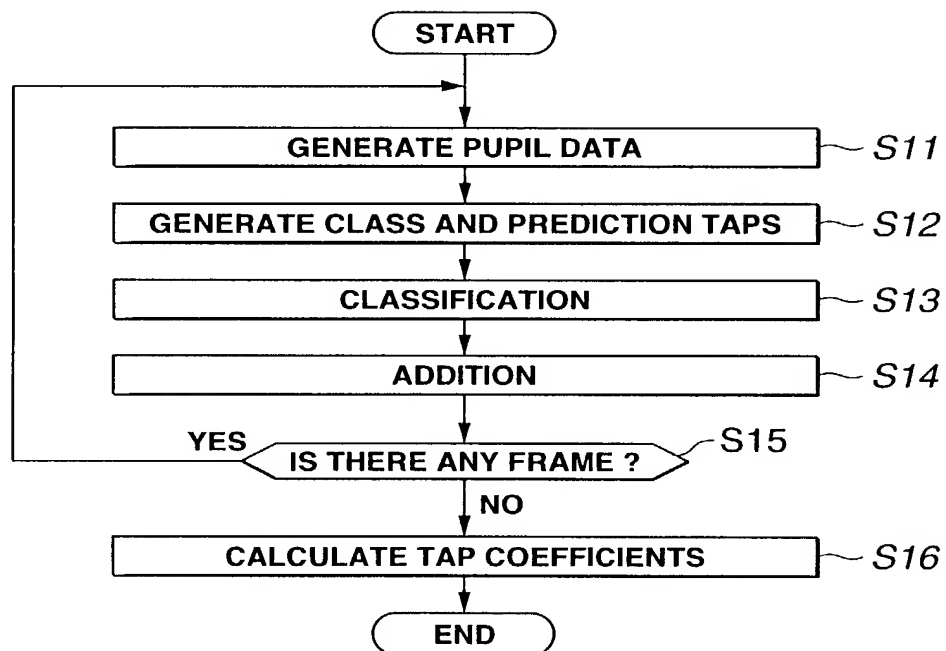 START
GENERATE PUPIL DATA S11
GENERATE CLASS AND PREDICTION TAPS S12
CLASSIFICATION S13
ADDITION S14
YES
IS THERE ANY FRAME ? S15
NO
CALCULATE TAP COEFFICIENTS S16
END